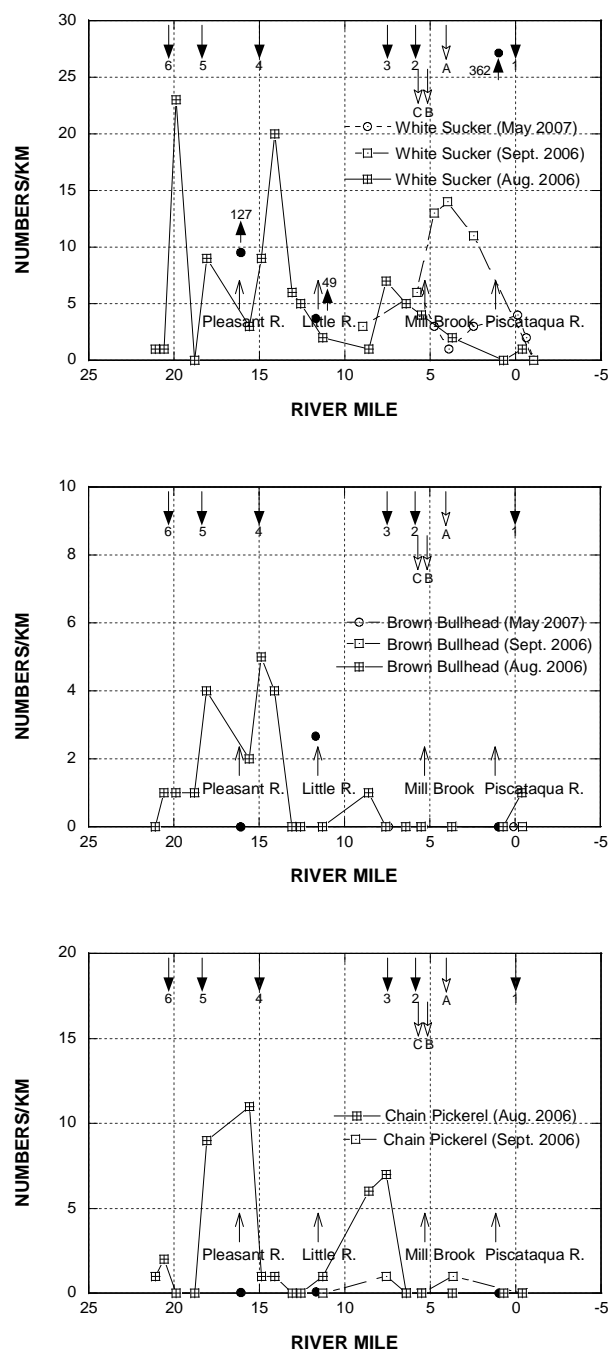 30
25
20
15
10
5
0
NUMBERS/KM
6 5 4 3 2 A 1
362
C B
White Sucker (May 2007)
White Sucker (Sept. 2006)
White Sucker (Aug. 2006)
127
49
Pleasant R. Little R. Mill Brook Piscataqua R.
25 20 15 10 5 0 -5
RIVER MILE
10
8
6
4
2
0
NUMBERS/KM
6 5 4 3 2 A 1
C B
Brown Bullhead (May 2007)
Brown Bullhead (Sept. 2006)
Brown Bullhead (Aug. 2006)
Pleasant R. Little R. Mill Brook Piscataqua R.
25 20 15 10 5 0 -5
RIVER MILE
20
15
10
5
0
NUMBERS/KM
6 5 4 3 2 A 1
C B
Chain Pickerel (Aug. 2006)
Chain Pickerel (Sept. 2006)
Pleasant R. Little R. Mill Brook Piscataqua R.
25 20 15 10 5 0 -5
RIVER MILE